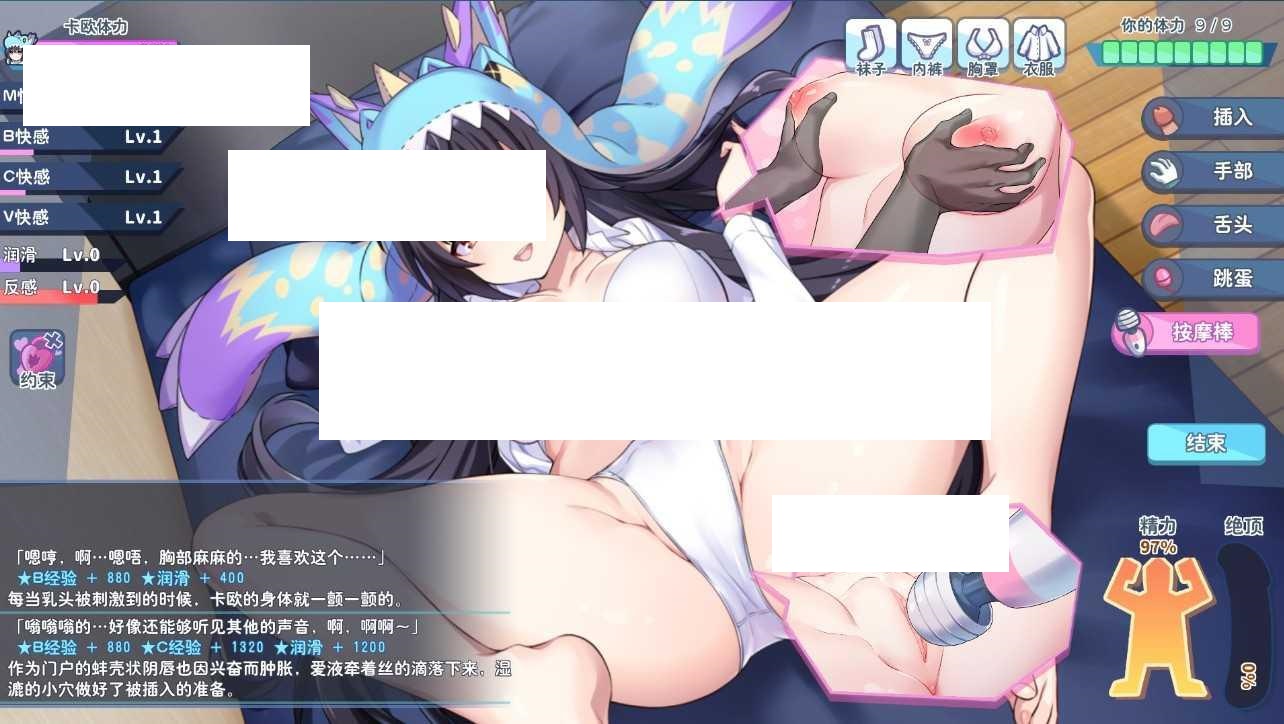 卡欧体力
袜子
内裤
胸罩
衣服
你的体力 9/9
B快感 Lv.1
C快感 Lv.1
V快感 Lv.1
润滑 Lv.0
反感 Lv.0
约束
插入
手部
舌头
跳蛋
按摩棒
结束
精力
97%
绝顶
0%
「嗯哼，啊…嗯唔，胸部麻麻的…我喜欢这个……」
★B经验 + 880 ★润滑 + 400
每当乳头被刺激到的时候，卡欧的身体就一颤一颤的。
「嗡嗡嗡的…好像还能够听见其他的声音，啊，啊啊～」
★B经验 + 880 ★C经验 + 1320 ★润滑 + 1200
作为门户的蚌壳状阴唇也因兴奋而肿胀，爱液牵着丝的滴落下来，湿
漉的小穴做好了被插入的准备。